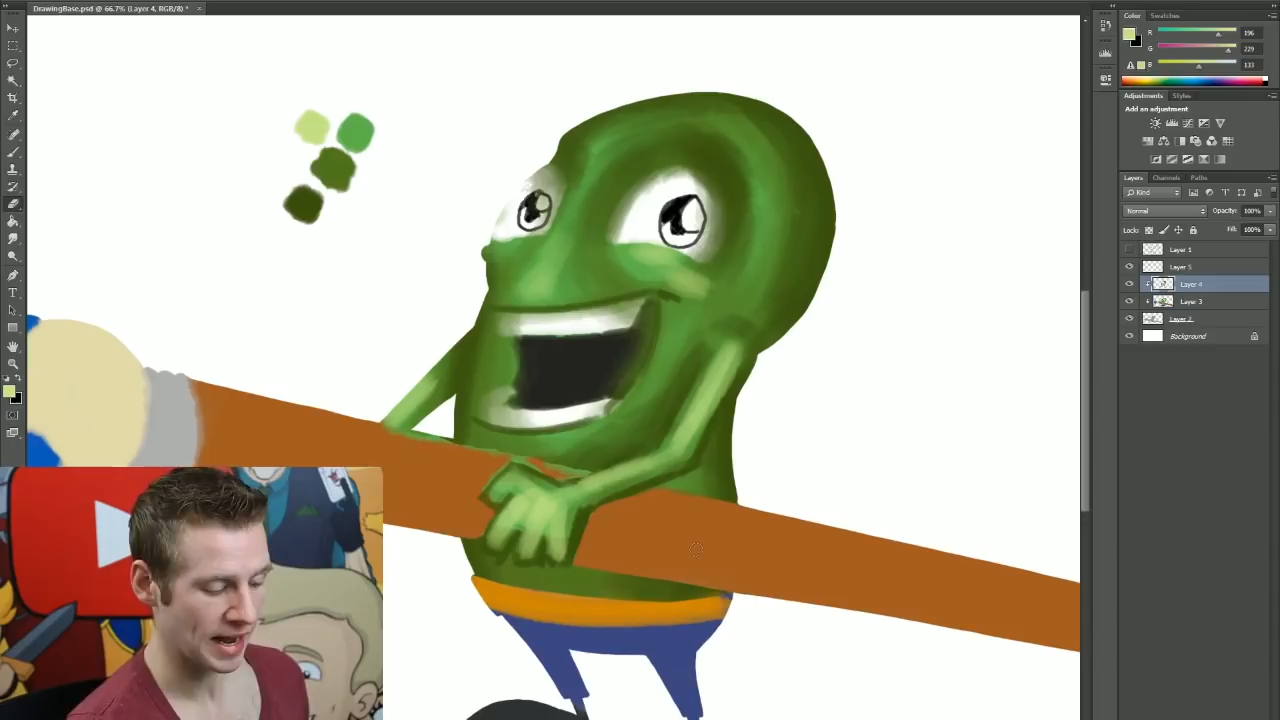 DrawingBase.psd @ 66.7% (Layer 4, RGB/8) *
Color Swatches
R 196
G 229
B 133
Adjustments Styles
Add an adjustment
Layers Channels Paths
Kind
Normal Opacity: 100%
Lock: Fill: 100%
Layer 1
Layer 5
Layer 4
Layer 3
Layer 2
Background